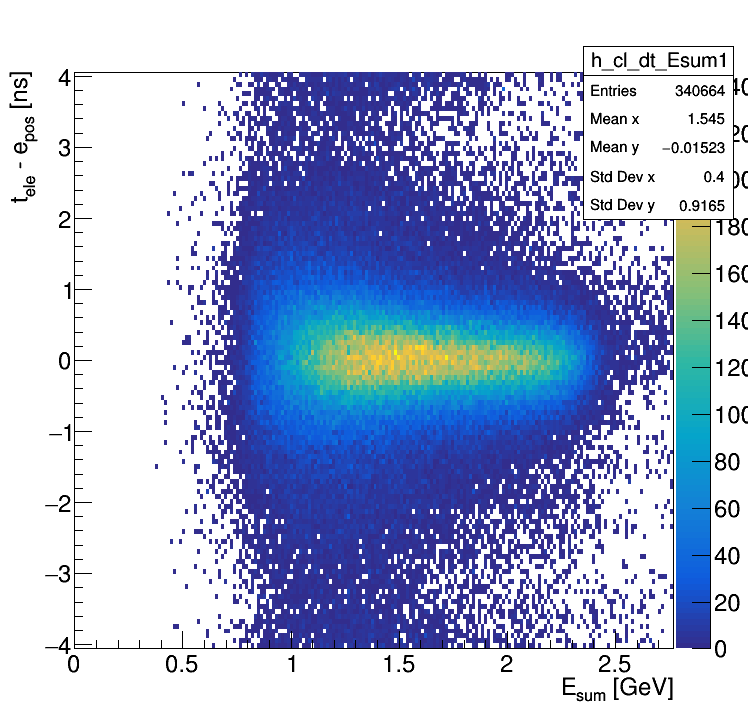 h_cl_dt_Esum1
Entries 340664
Mean x 1.545
Mean y −0.01523
Std Dev x 0.4
Std Dev y 0.9165
t_ele - e_pos [ns]
4
3
2
1
0
−1
−2
−3
−4
0 0.5 1 1.5 2 2.5
E_sum [GeV]
180
160
140
120
100
80
60
40
20
0